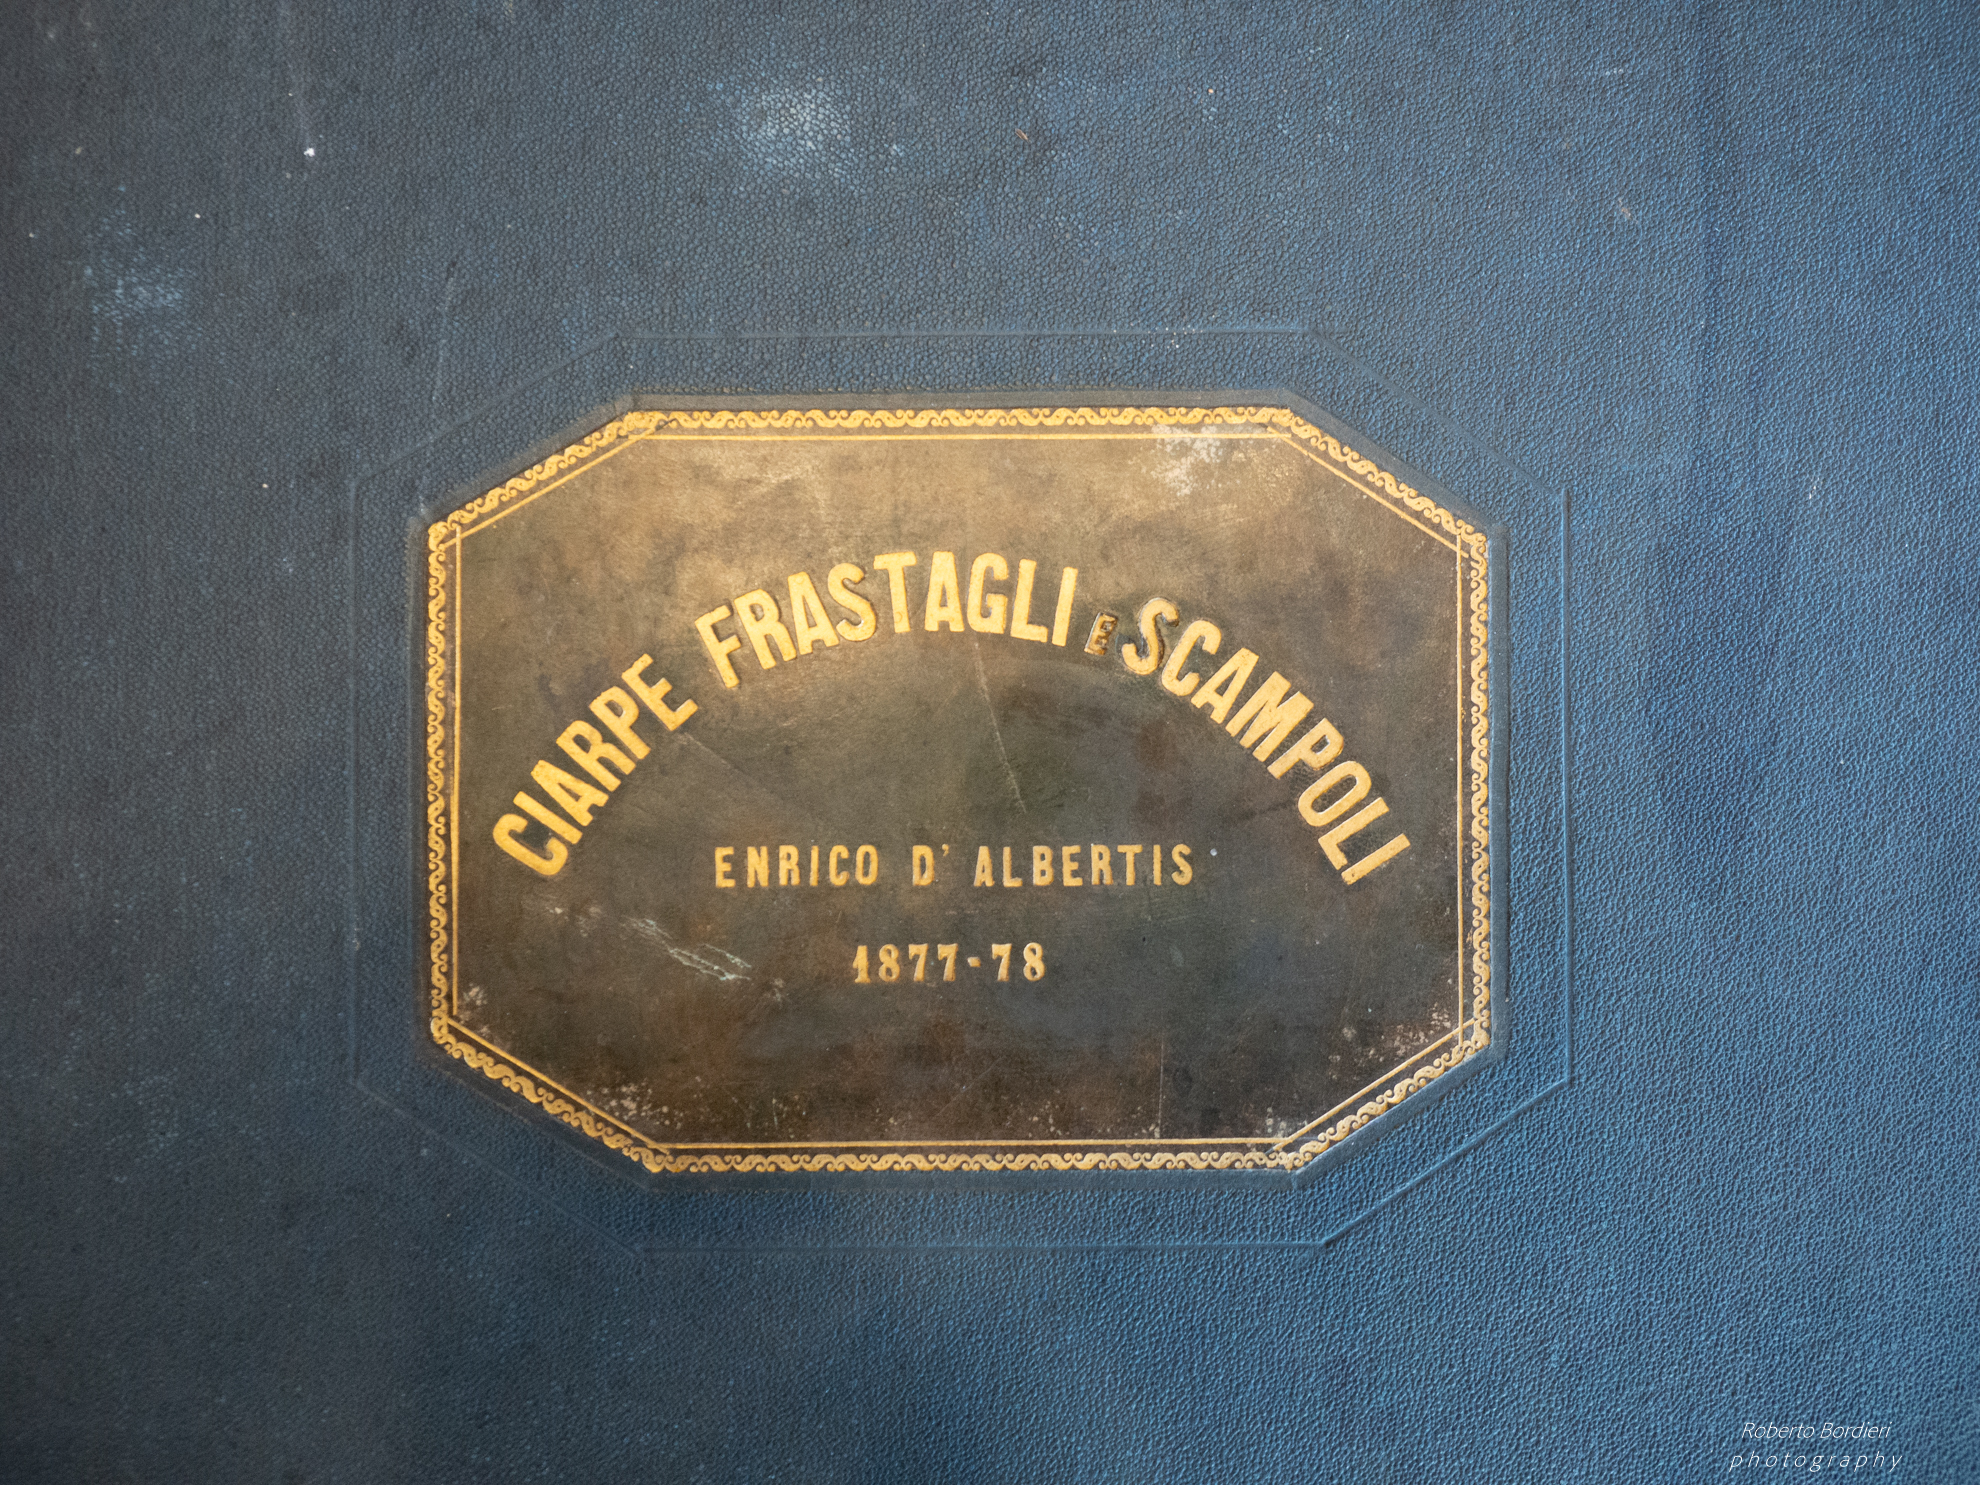 CIARPE FRASTAGLI E SCAMPOLI
ENRICO D' ALBERTIS
1877-78
Roberto Bordieri
photography